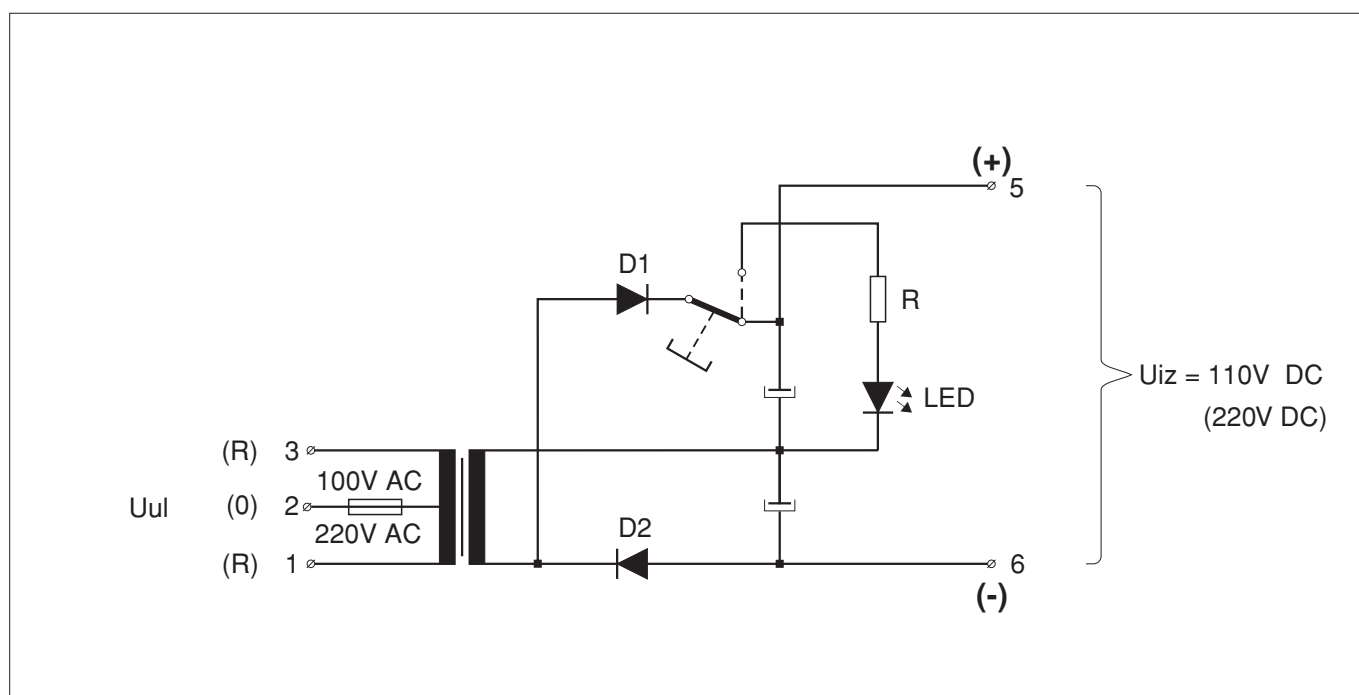 (+)
5
D1
R
LED
Uiz = 110V DC
(220V DC)
(R) 3
100V AC
Uul (0) 2
220V AC
(R) 1
D2
6
(-)